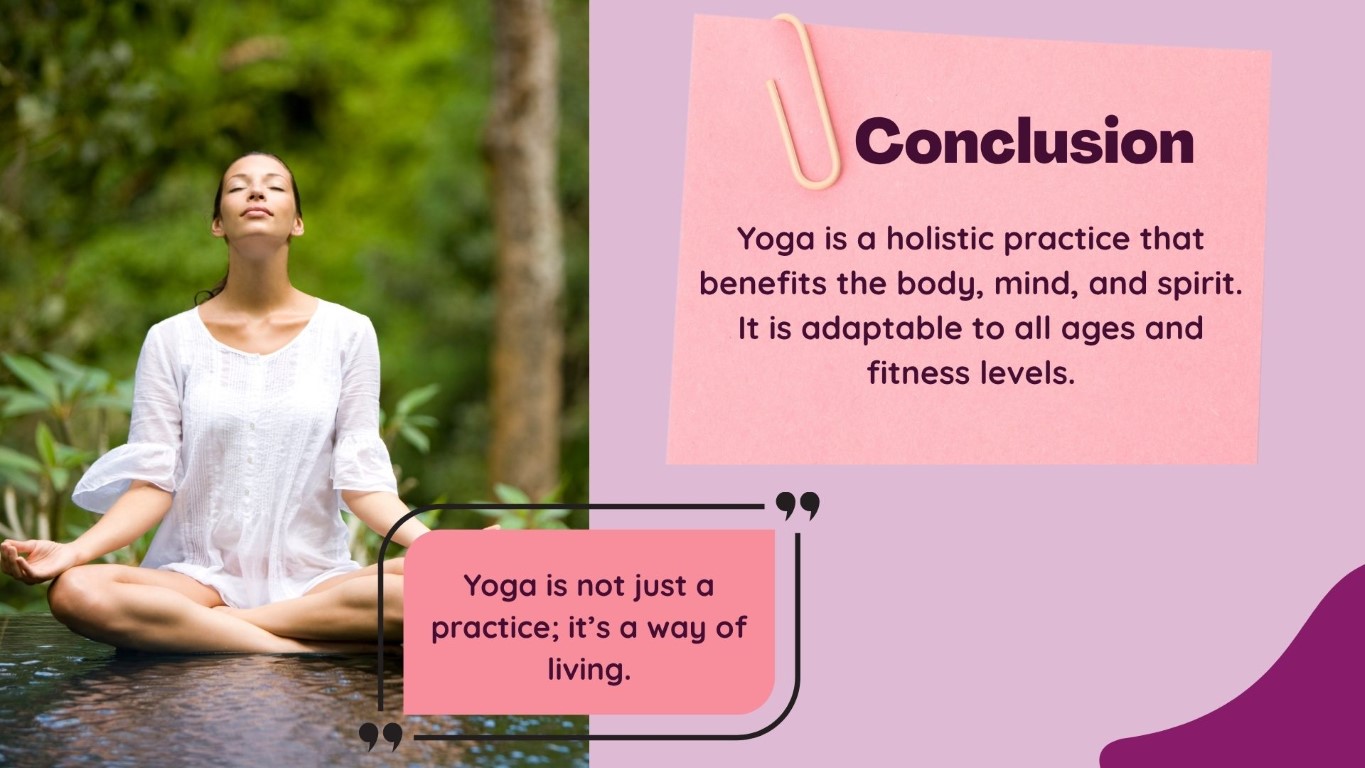 Conclusion
Yoga is a holistic practice that
benefits the body, mind, and spirit.
It is adaptable to all ages and
fitness levels.
Yoga is not just a
practice; it’s a way of
living.